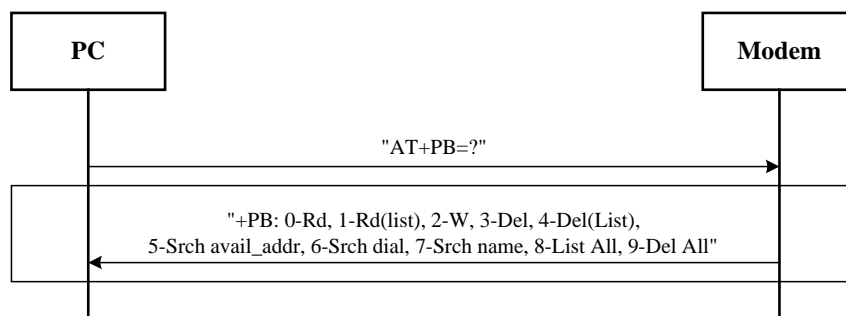 PC
Modem
"AT+PB=?"
"+PB: 0-Rd, 1-Rd(list), 2-W, 3-Del, 4-Del(List),
5-Srch avail_addr, 6-Srch dial, 7-Srch name, 8-List All, 9-Del All"